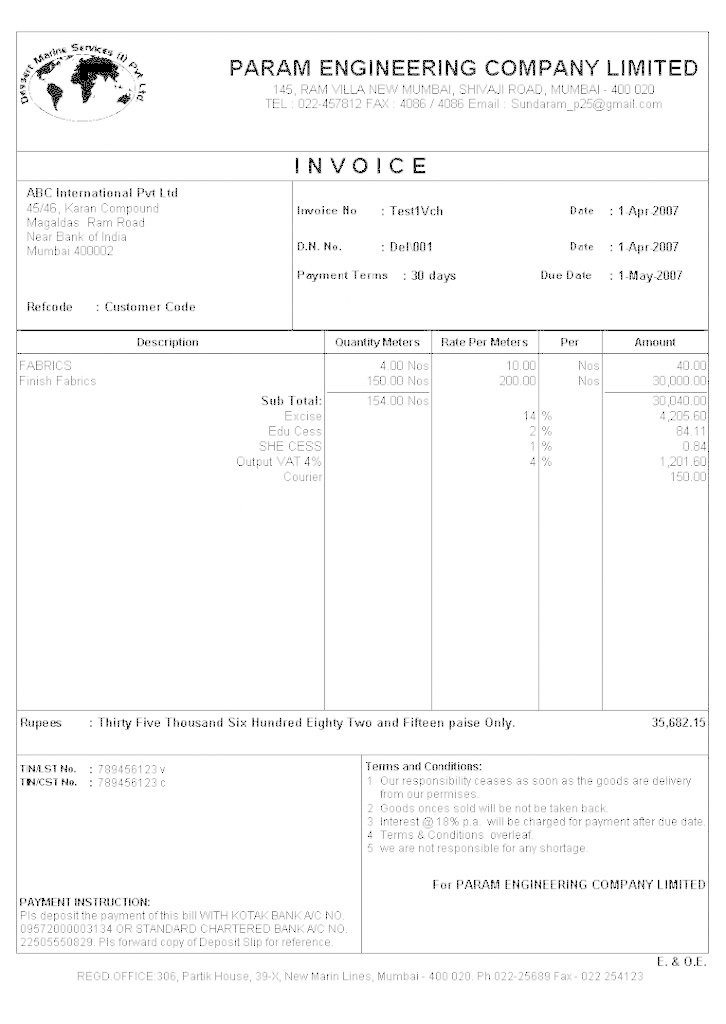 Dessert Marine Services (I) Pvt Ltd
PARAM ENGINEERING COMPANY LIMITED
145, RAM VILLA NEW MUMBAI, SHIVAJI ROAD, MUMBAI - 400 020
TEL : 022-457812 FAX : 4086 / 4086 Email : Sundaram_p25@gmail.com
INVOICE
ABC International Pvt Ltd
45/46, Karan Compound
Magaldas Ram Road
Near Bank of India
Mumbai 400002
Refcode : Customer Code
Invoice No : Test1Vch Date : 1-Apr-2007
D.N. No. : Del-001 Date : 1-Apr-2007
Payment Terms : 30 days Due Date : 1-May-2007
Description Quantity Meters Rate Per Meters Per Amount
FABRICS 4.00 Nos 10.00 Nos 40.00
Finish Fabrics 150.00 Nos 200.00 Nos 30,000.00
Sub Total: 154.00 Nos 30,040.00
Excise 14 % 4,205.60
Edu Cess 2 % 84.11
SHE CESS 1 % 0.84
Output VAT 4% 4 % 1,201.60
Courier 150.00
Rupees : Thirty Five Thousand Six Hundred Eighty Two and Fifteen paise Only. 35,682.15
TIN/LST No. : 789456123 v
TIN/CST No. : 789456123 c
PAYMENT INSTRUCTION:
Pls deposit the payment of this bill WITH KOTAK BANK A/C NO.
09572000003134 OR STANDARD CHARTERED BANK A/C NO.
22505550829. Pls forward copy of Deposit Slip for reference.
Terms and Conditions:
1 Our responsibility ceases as soon as the goods are delivery
from our permises.
2 Goods onces sold will be not be taken back.
3 Interest @ 18% p.a. will be charged for payment after due date.
4 Terms & Conditions overleaf.
5 we are not responsible for any shortage.
For PARAM ENGINEERING COMPANY LIMITED
E. & O.E.
REGD.OFFICE:306, Partik House, 39-X, New Marin Lines, Mumbai - 400 020. Ph 022-25689 Fax - 022 254123